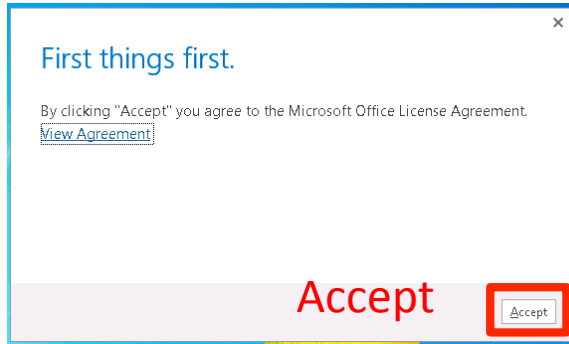 First things first.
By clicking "Accept" you agree to the Microsoft Office License Agreement.
View Agreement
Accept
Accept